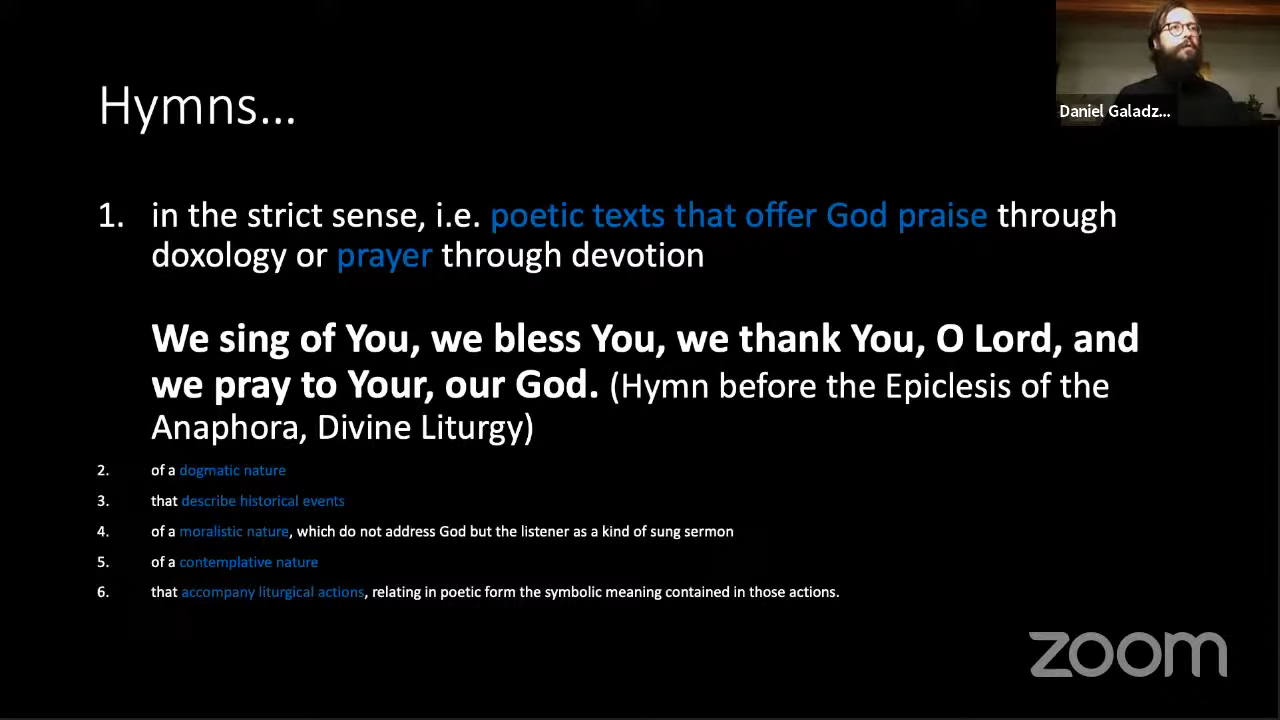 Daniel Galadz...
Hymns...
1. in the strict sense, i.e. poetic texts that offer God praise through
doxology or prayer through devotion
We sing of You, we bless You, we thank You, O Lord, and
we pray to Your, our God. (Hymn before the Epiclesis of the
Anaphora, Divine Liturgy)
2. of a dogmatic nature
3. that describe historical events
4. of a moralistic nature, which do not address God but the listener as a kind of sung sermon
5. of a contemplative nature
6. that accompany liturgical actions, relating in poetic form the symbolic meaning contained in those actions.
zoom